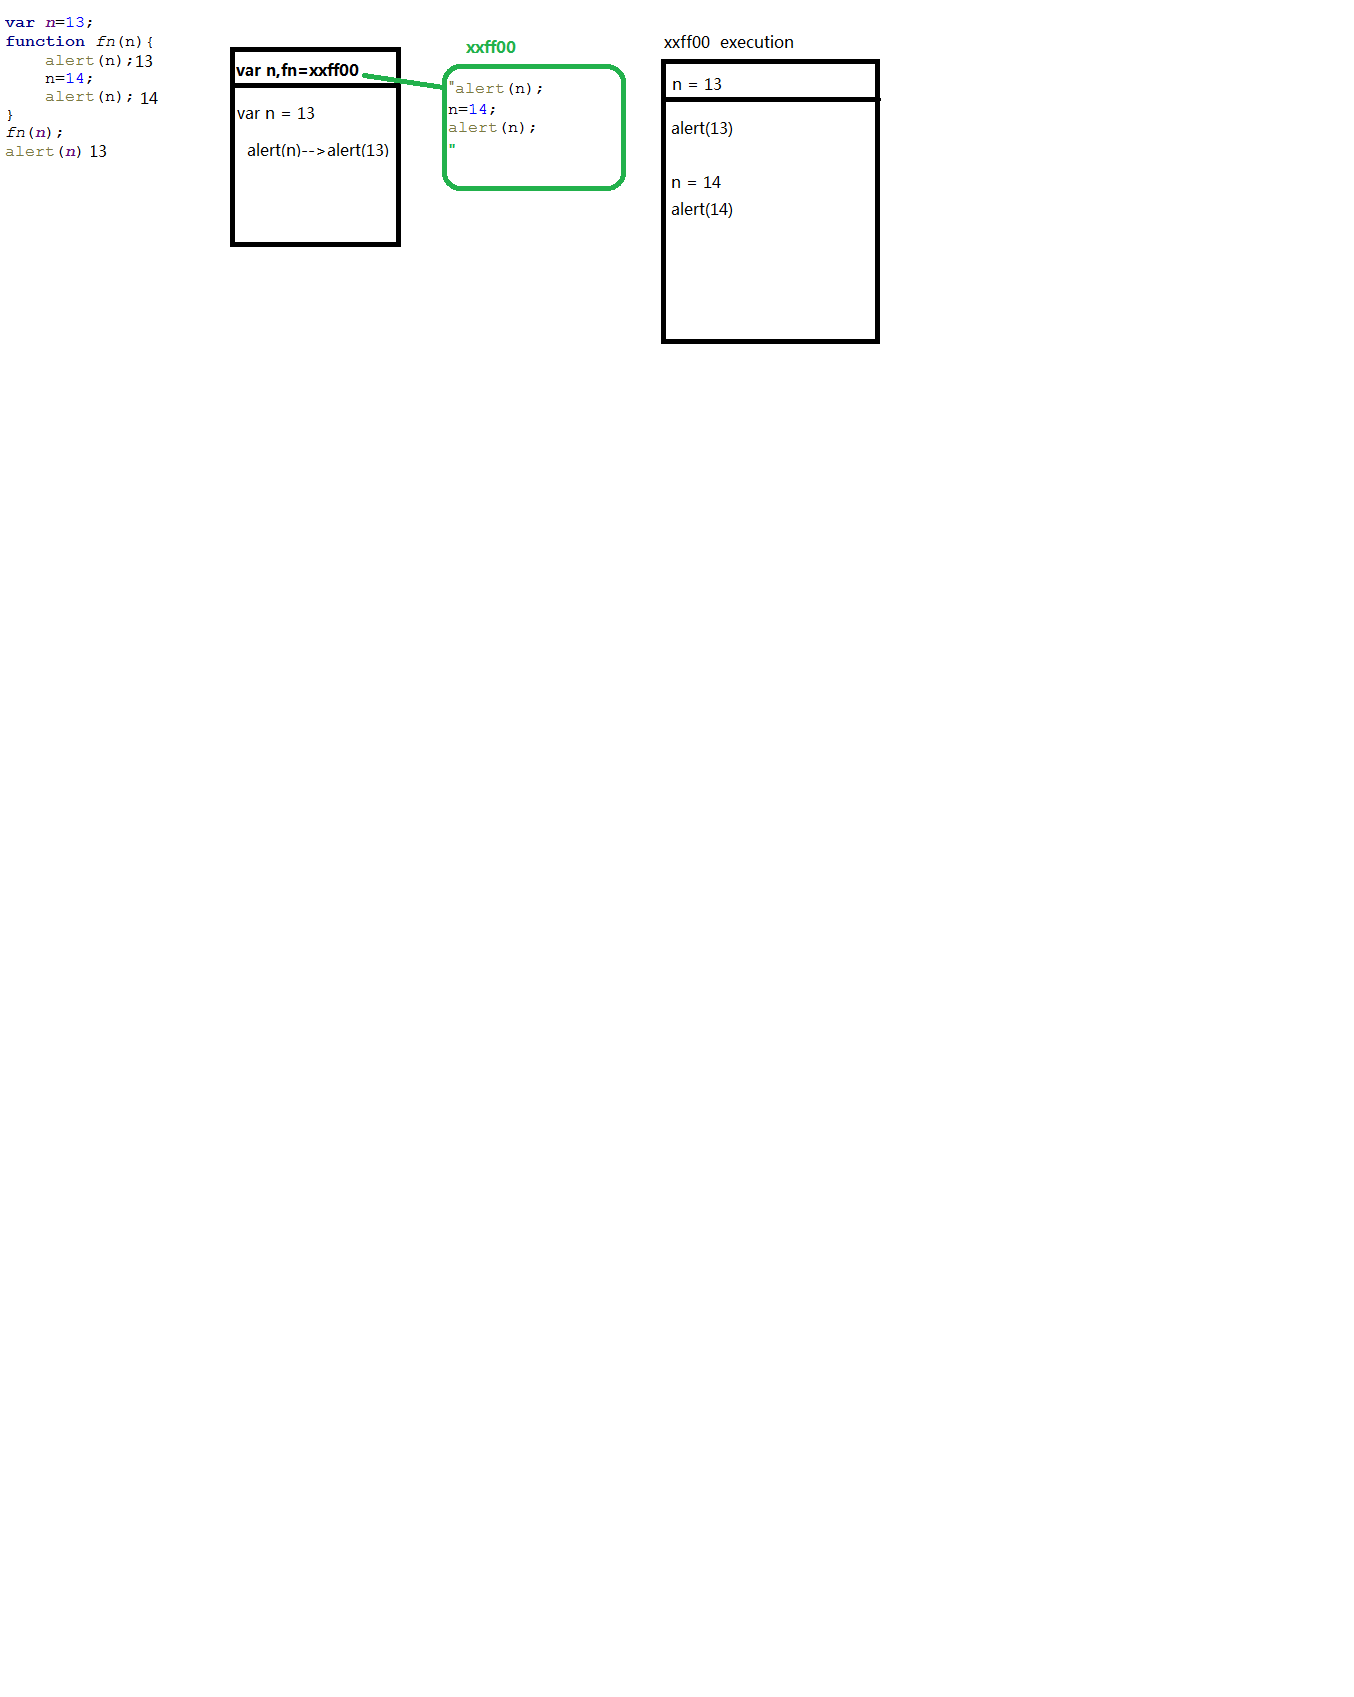 var n=13;
function fn(n){
    alert(n);13
    n=14;
    alert(n); 14
}
fn(n);
alert(n) 13
var n,fn=xxff00
var n = 13
alert(n)-->alert(13)
xxff00
"alert(n);
n=14;
alert(n);
"
xxff00  execution
n = 13
alert(13)
n = 14
alert(14)